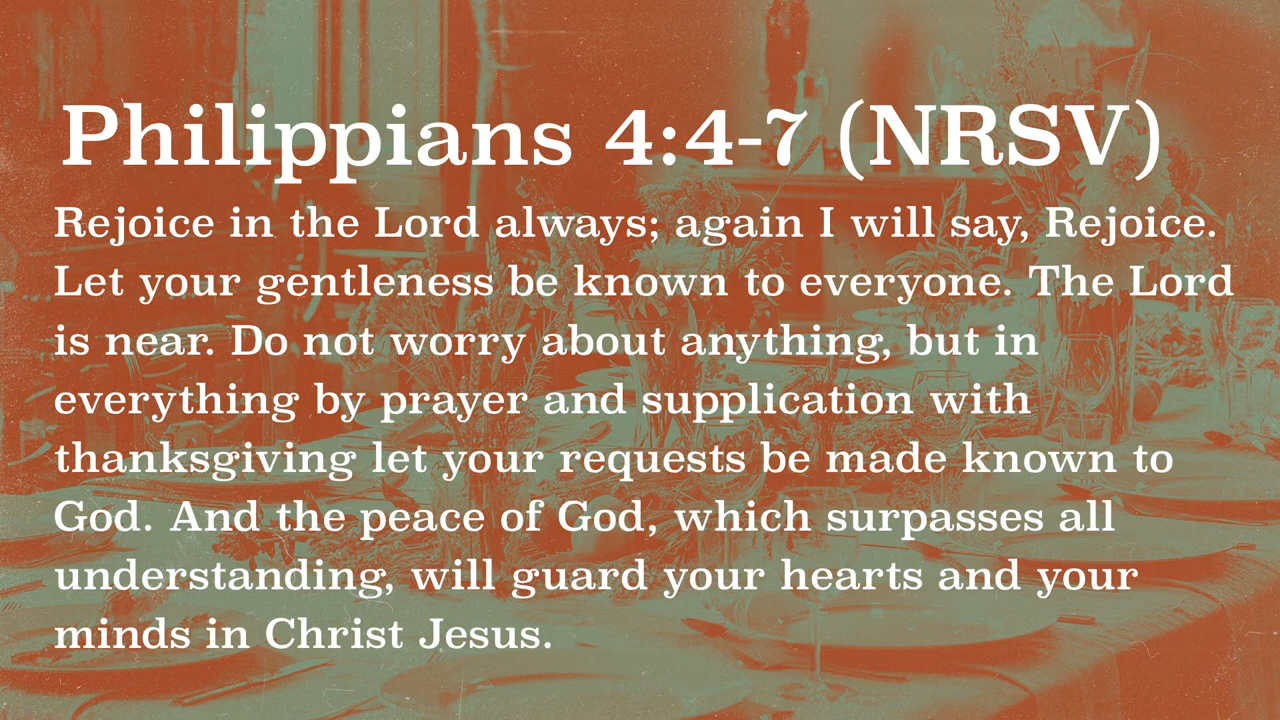 Philippians 4:4-7 (NRSV)
Rejoice in the Lord always; again I will say, Rejoice.
Let your gentleness be known to everyone. The Lord
is near. Do not worry about anything, but in
everything by prayer and supplication with
thanksgiving let your requests be made known to
God. And the peace of God, which surpasses all
understanding, will guard your hearts and your
minds in Christ Jesus.